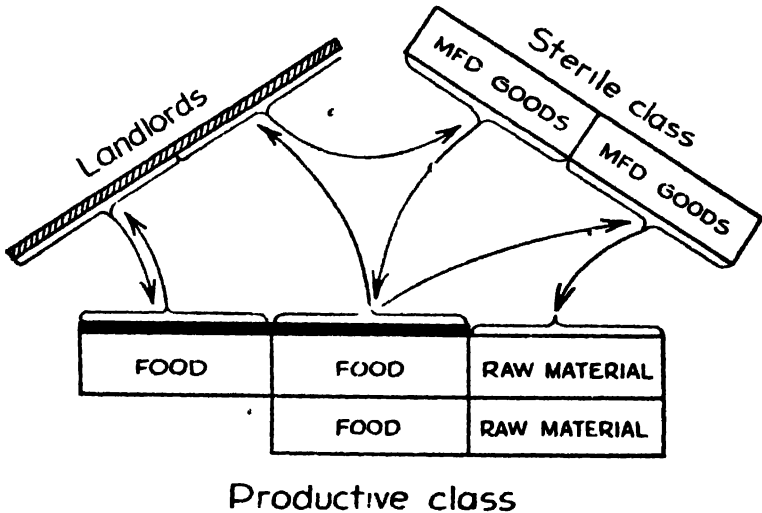 Landlords
Sterile class
MFD GOODS
MFD GOODS
FOOD
FOOD
RAW MATERIAL
FOOD
RAW MATERIAL
Productive class